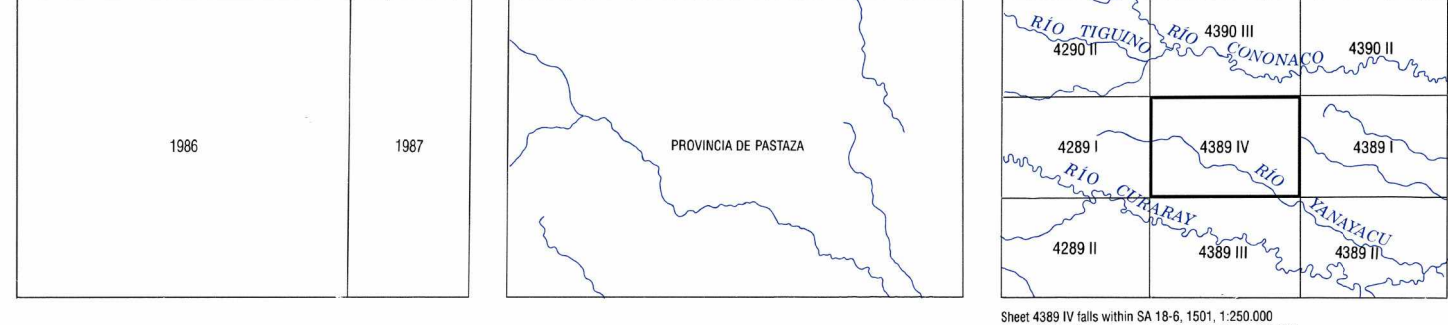 1986
1987
PROVINCIA DE PASTAZA
RÍO TIGUINO
4290 II
RÍO CONONACO
4390 III
4390 II
4289 I
4389 IV
4389 I
RÍO CURARAY
RÍO YANAYACU
4289 II
4389 III
4389 II
Sheet 4389 IV falls within SA 18-6, 1501, 1:250.000